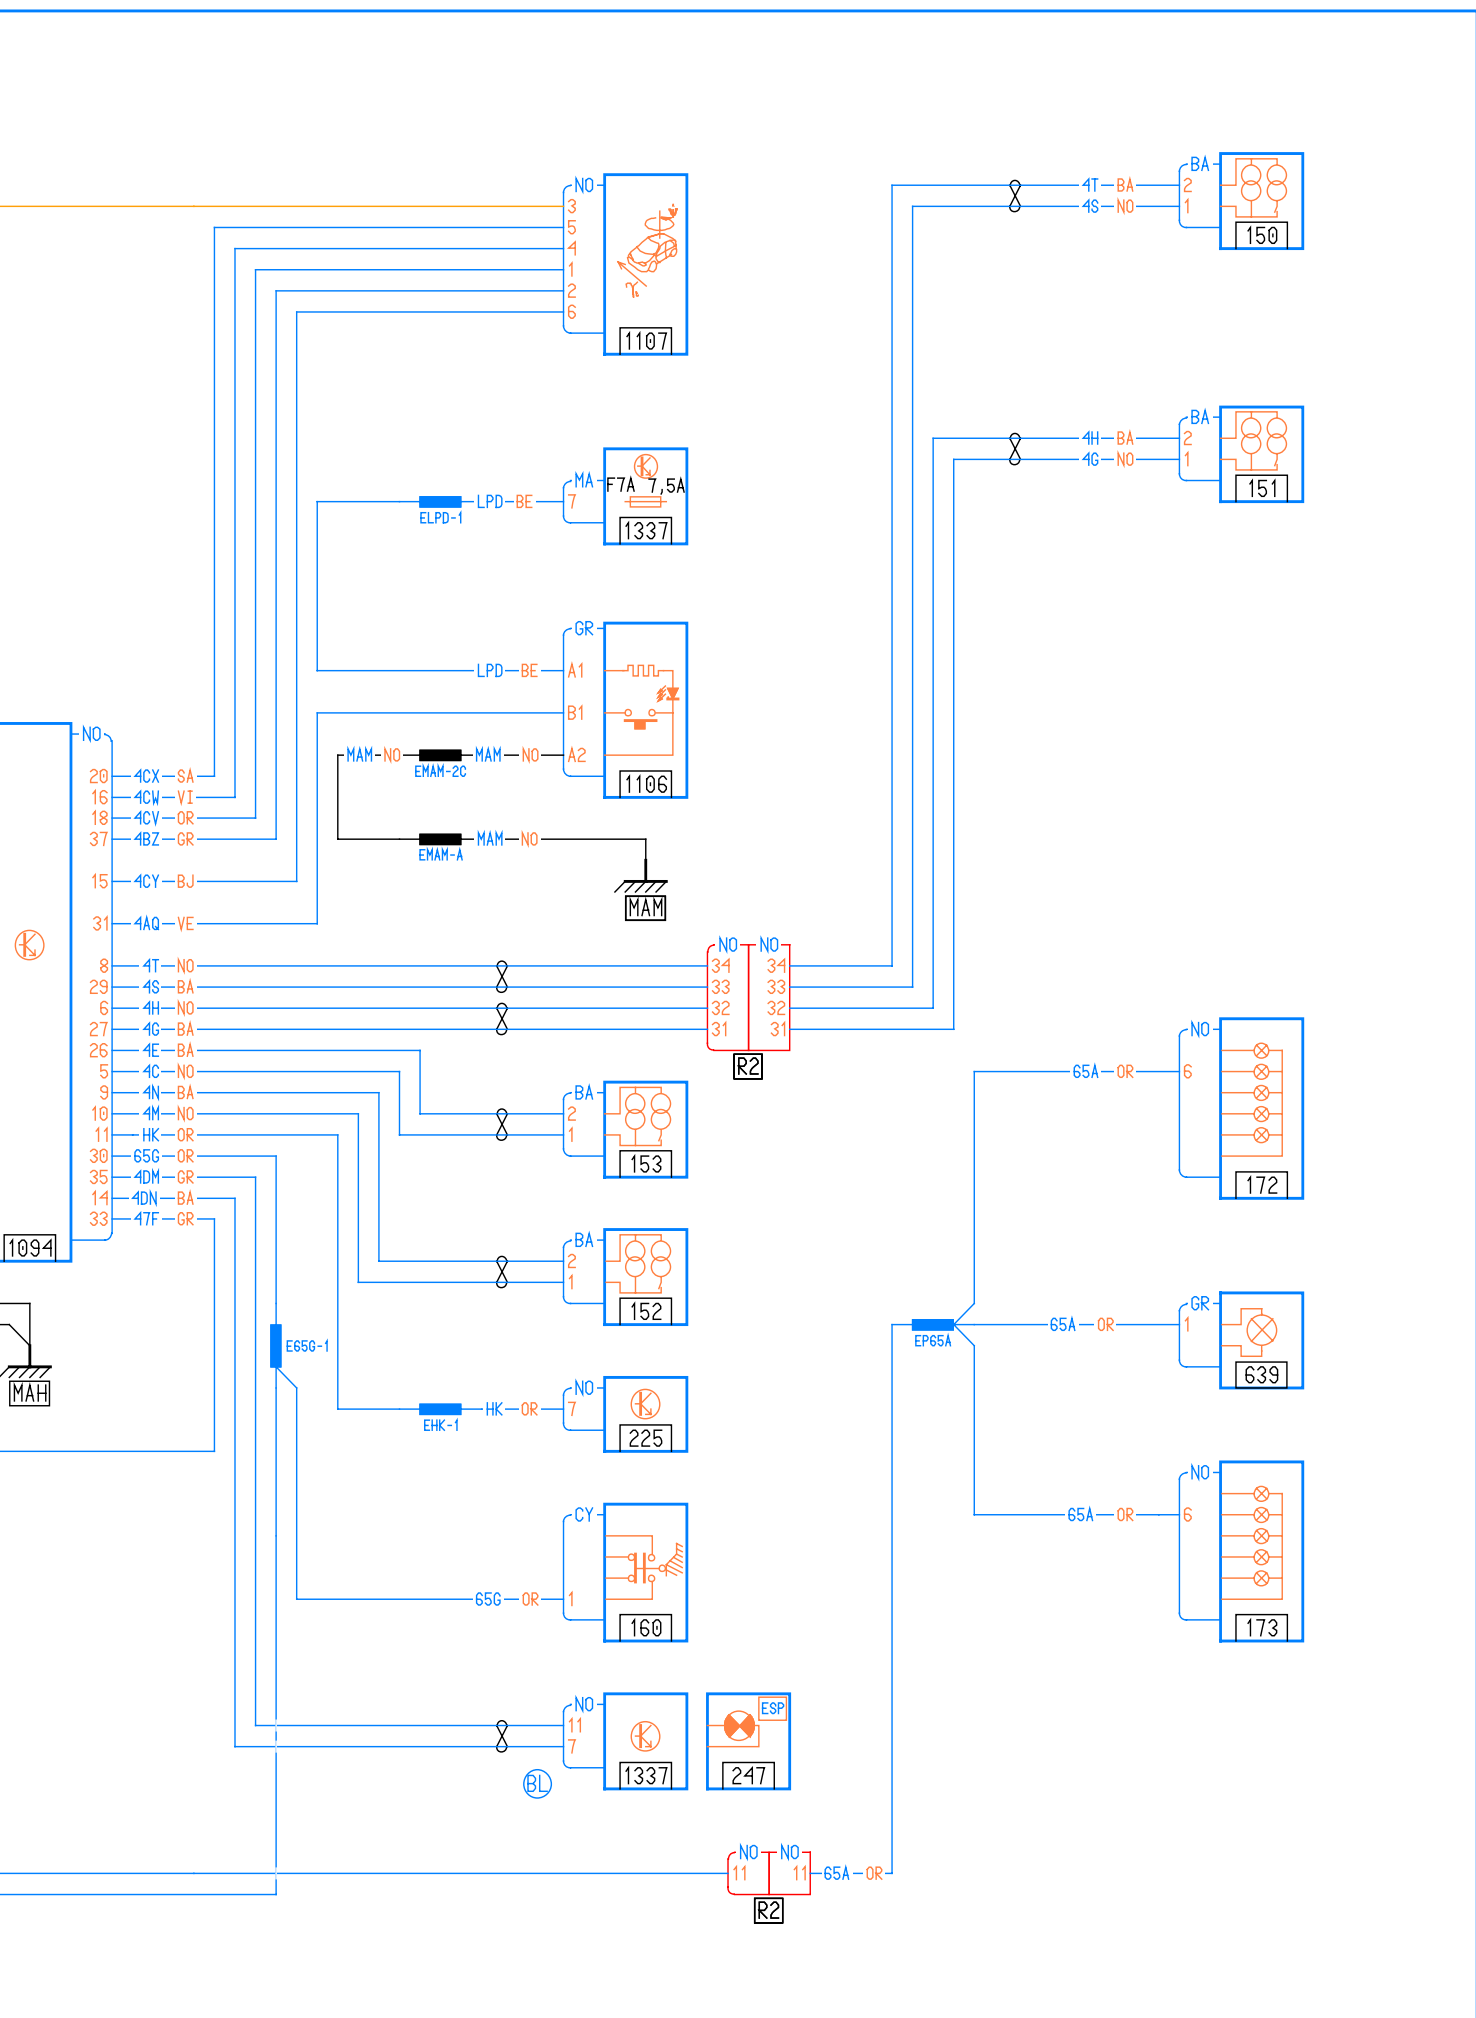 NO
3
5
4
1
2
6
1107
BA
2
1
4T BA
4S NO
150
BA
2
1
4H BA
4G NO
151
MA
7
F7A 7,5A
1337
LPD BE
ELPD-1
GR
A1
B1
A2
LPD BE
1106
MAM NO
MAM NO
EMAM-2C
MAM NO
EMAM-A
MAM
NO
20 4CX SA
16 4CW VI
18 4CV OR
37 4BZ GR
15 4CY BJ
31 4AQ VE
8 4T NO
29 4S BA
6 4H NO
27 4G BA
26 4E BA
5 4C NO
9 4N BA
10 4M NO
11 HK OR
30 65G OR
35 4DM GR
14 4DN BA
33 47F GR
1094
MAH
NO NO
34 34
33 33
32 32
31 31
R2
BA
2
1
153
BA
2
1
152
E65G-1
HK OR
EHK-1
NO
7
225
CY
65G OR
1
160
NO
11
7
1337
BL
ESP
247
NO NO
11 11
65A OR
R2
EP65A
65A OR
NO
6
172
65A OR
GR
1
639
65A OR
NO
6
173